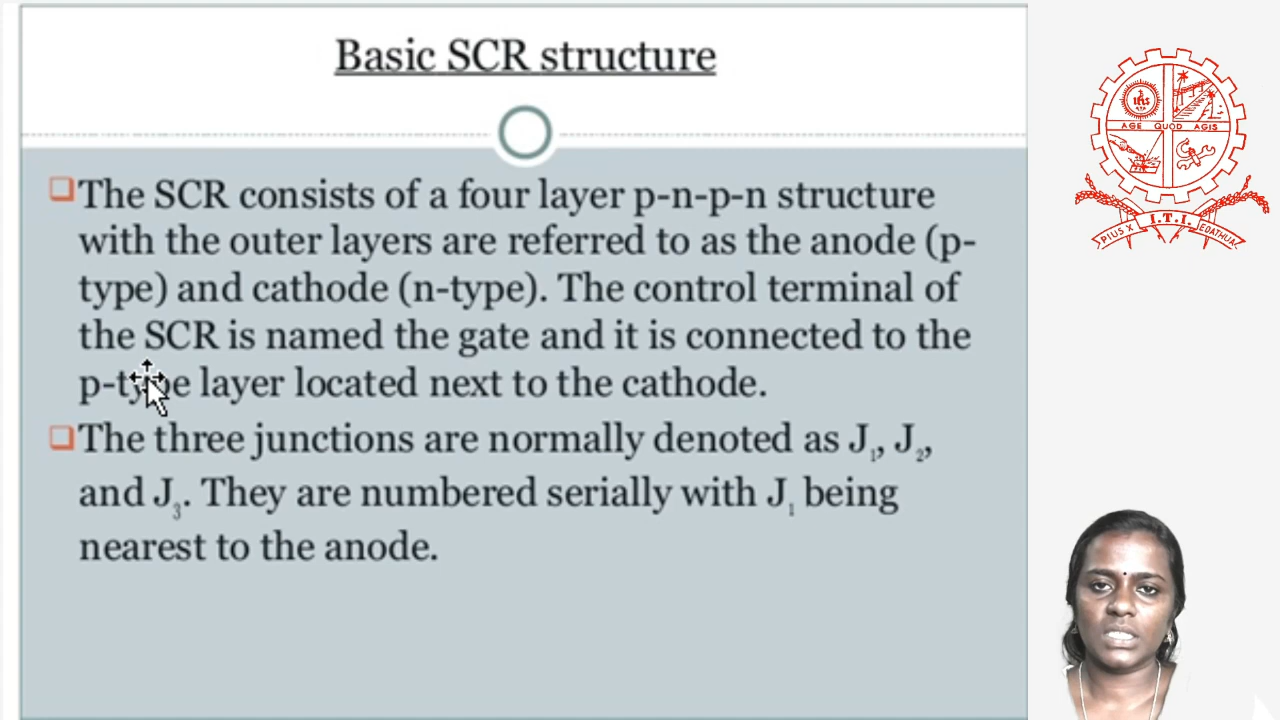 Basic SCR structure
The SCR consists of a four layer p-n-p-n structure
with the outer layers are referred to as the anode (p-
type) and cathode (n-type). The control terminal of
the SCR is named the gate and it is connected to the
p-type layer located next to the cathode.
The three junctions are normally denoted as J₁, J₂,
and J₃. They are numbered serially with J₁ being
nearest to the anode.
AGE QUOD AGIS
PIUS X I.T.I. EDATHUA